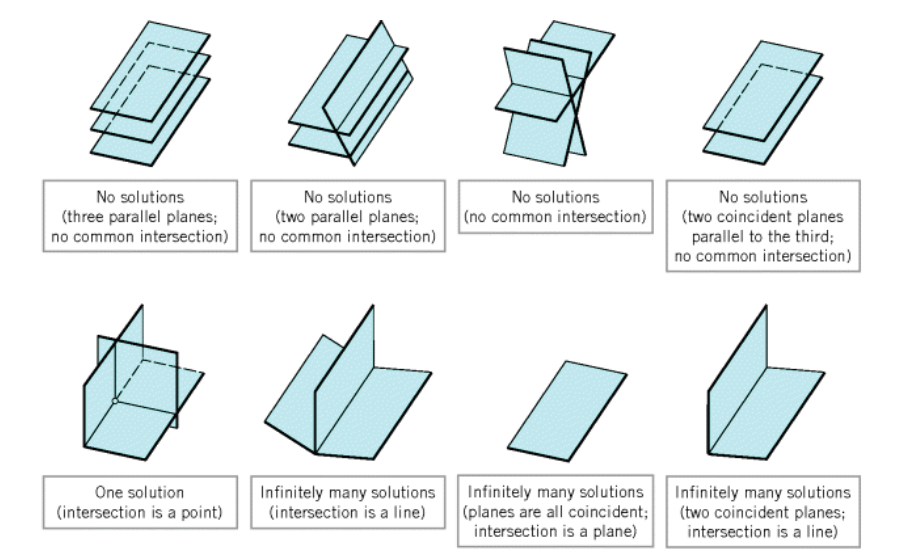 No solutions
(three parallel planes;
no common intersection)
No solutions
(two parallel planes;
no common intersection)
No solutions
(no common intersection)
No solutions
(two coincident planes
parallel to the third;
no common intersection)
One solution
(intersection is a point)
Infinitely many solutions
(intersection is a line)
Infinitely many solutions
(planes are all coincident;
intersection is a plane)
Infinitely many solutions
(two coincident planes;
intersection is a line)